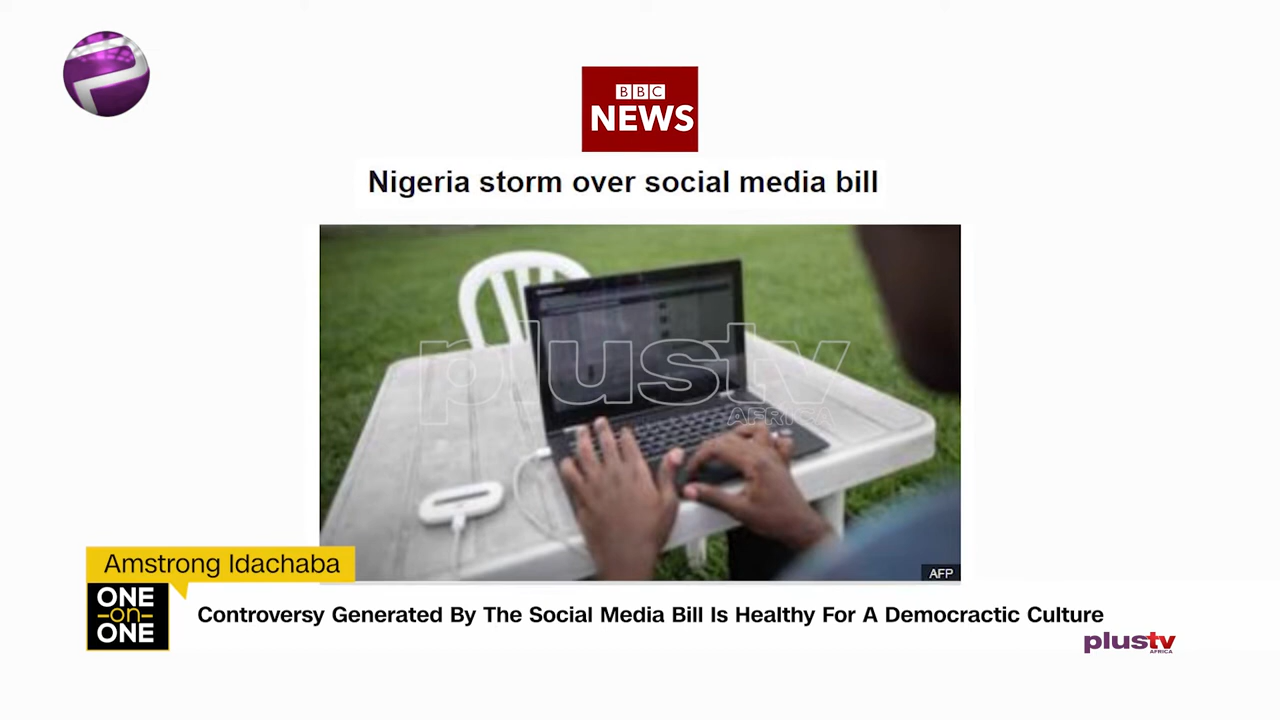 BBC
NEWS
Nigeria storm over social media bill
plustv
AFRICA
AFP
Amstrong Idachaba
ONE
on
ONE
Controversy Generated By The Social Media Bill Is Healthy For A Democractic Culture
plustv
AFRICA